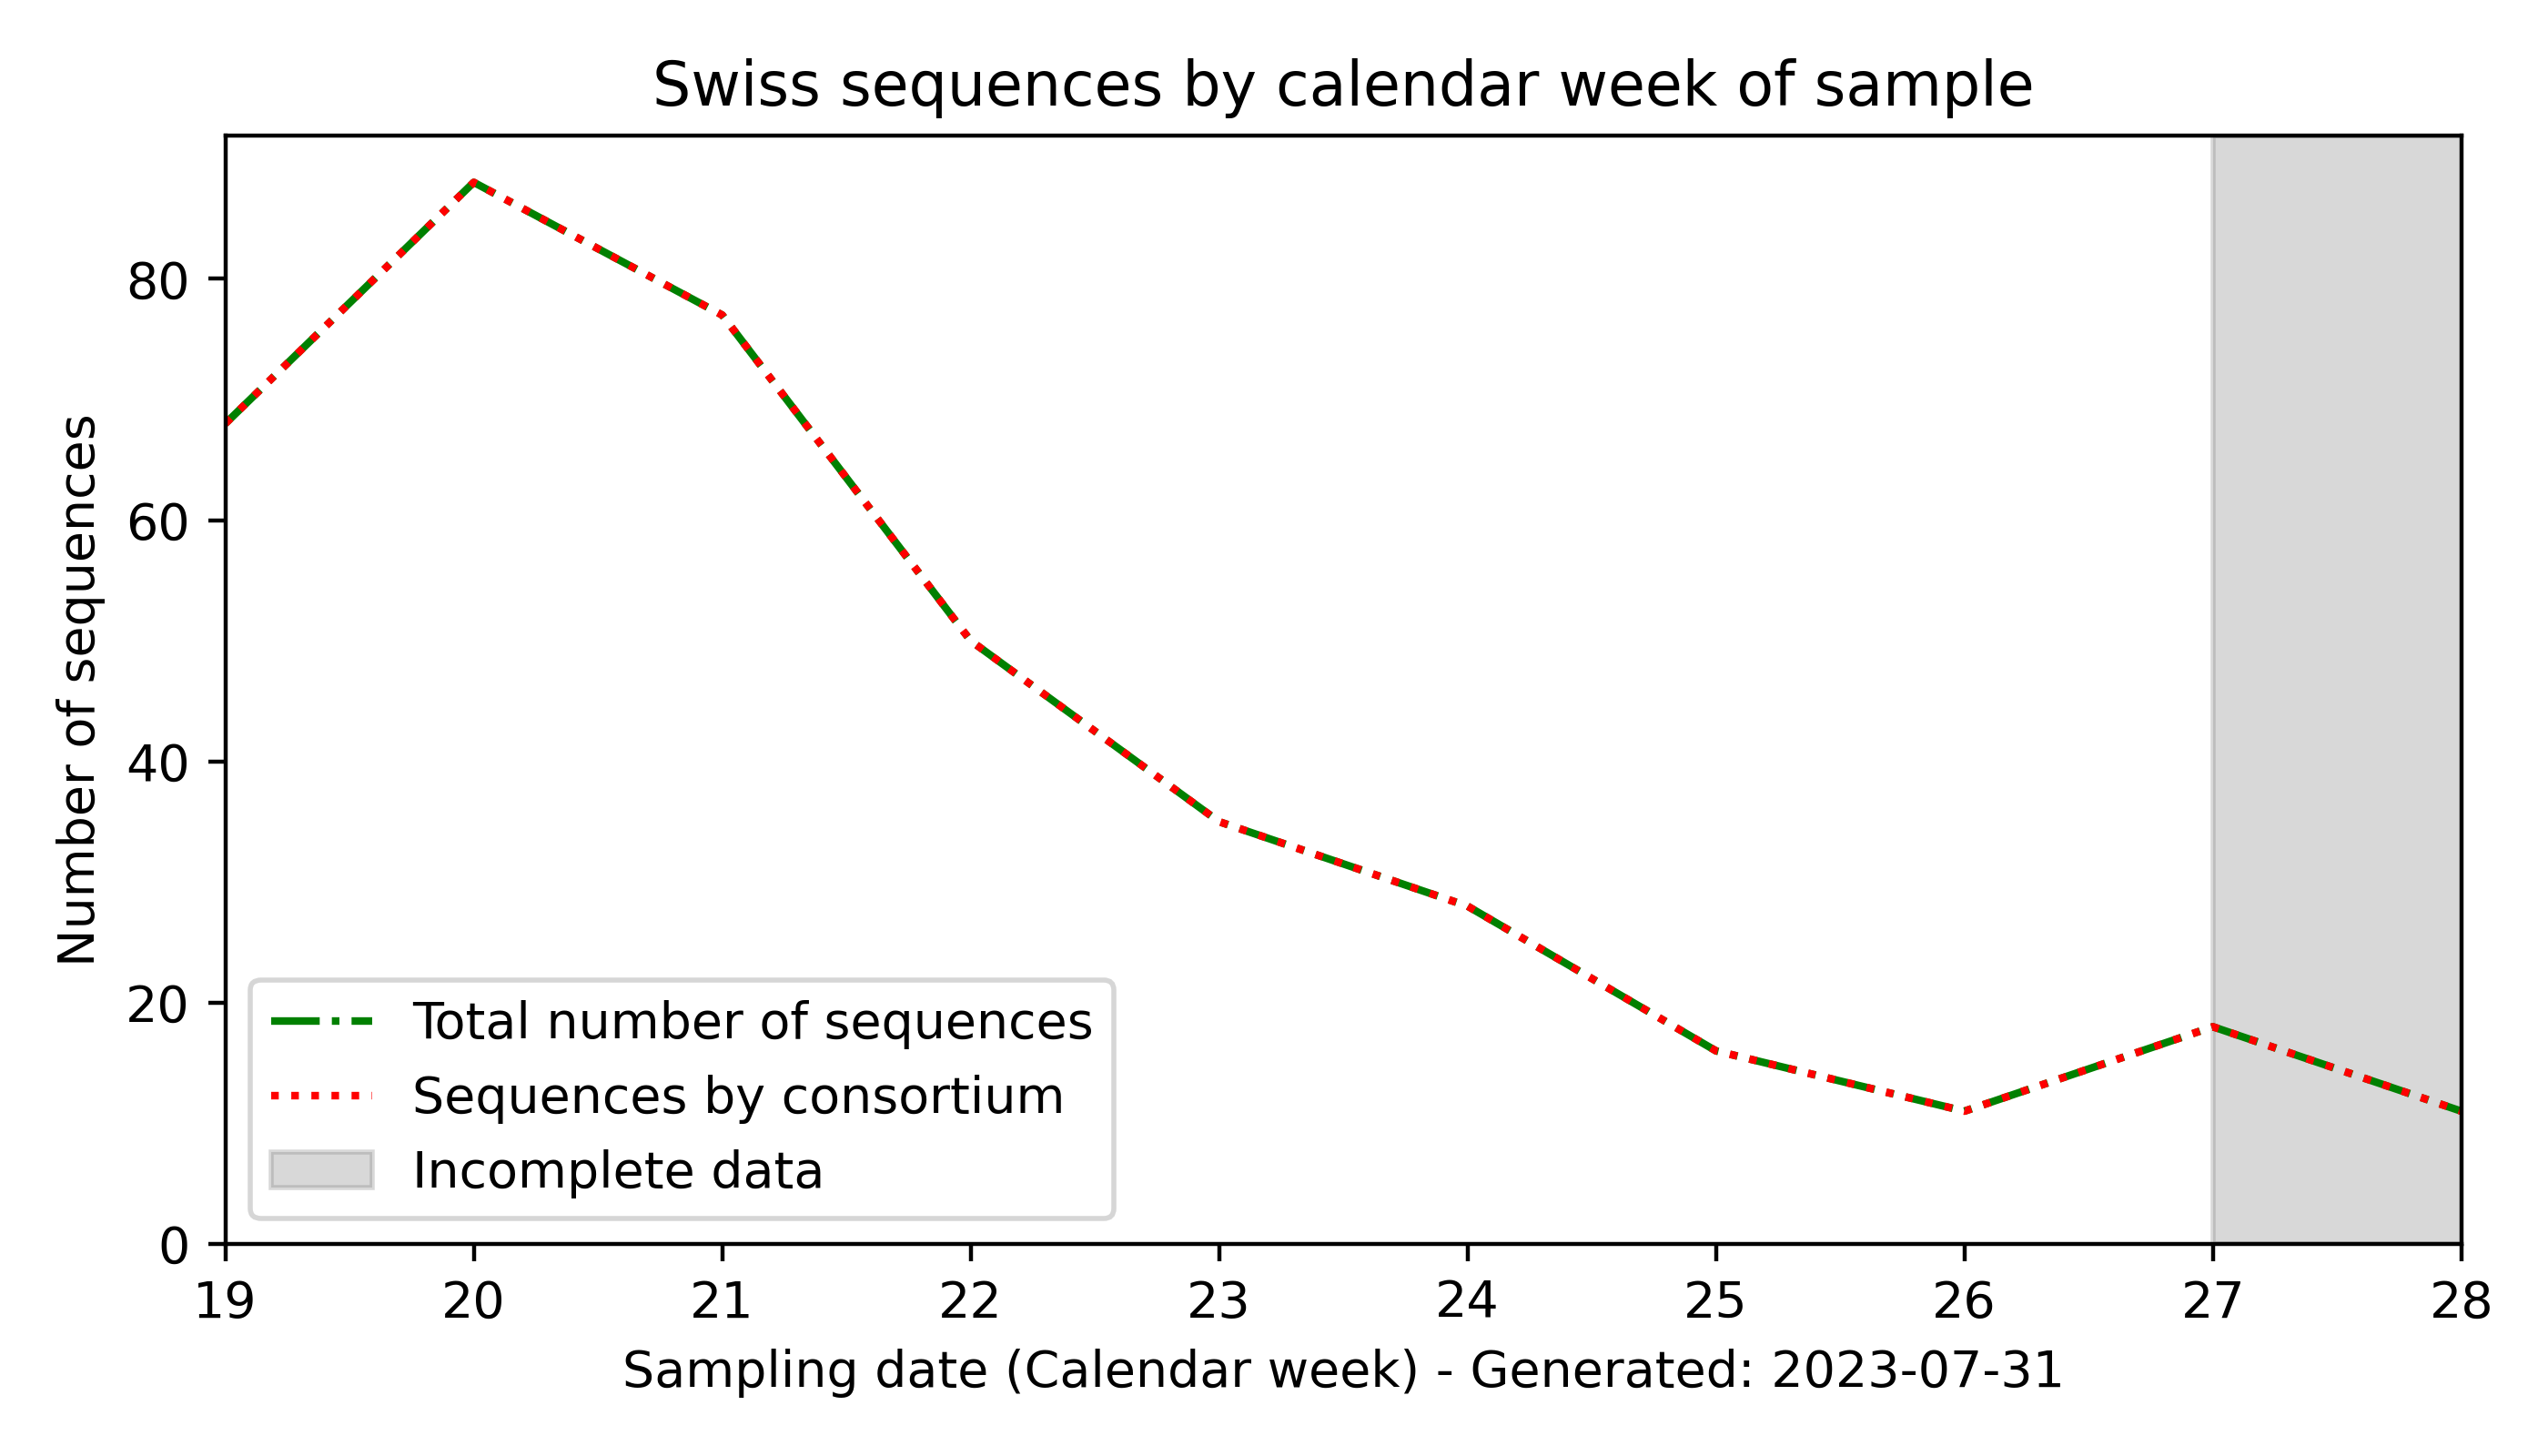 Swiss sequences by calendar week of sample
Number of sequences
80
60
40
20
0
Total number of sequences
Sequences by consortium
Incomplete data
19 20 21 22 23 24 25 26 27 28
Sampling date (Calendar week) - Generated: 2023-07-31